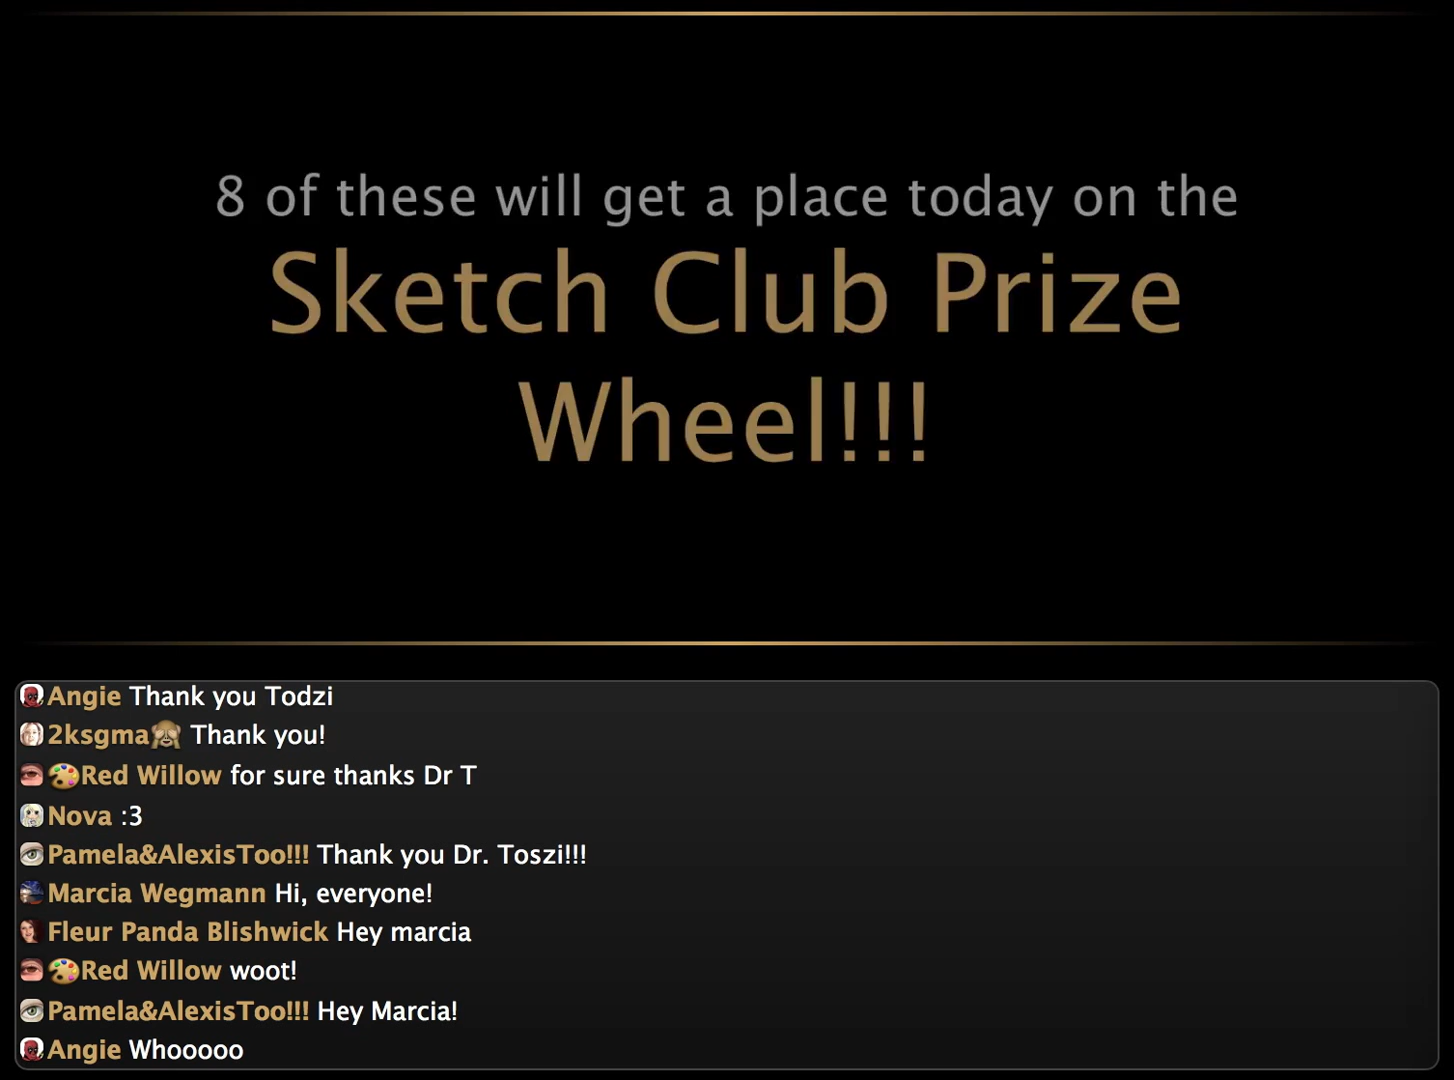 8 of these will get a place today on the
Sketch Club Prize
Wheel!!!
Angie Thank you Todzi
2ksgma🙈 Thank you!
🎨Red Willow for sure thanks Dr T
Nova :3
Pamela&AlexisToo!!! Thank you Dr. Toszi!!!
Marcia Wegmann Hi, everyone!
Fleur Panda Blishwick Hey marcia
🎨Red Willow woot!
Pamela&AlexisToo!!! Hey Marcia!
Angie Whooooo